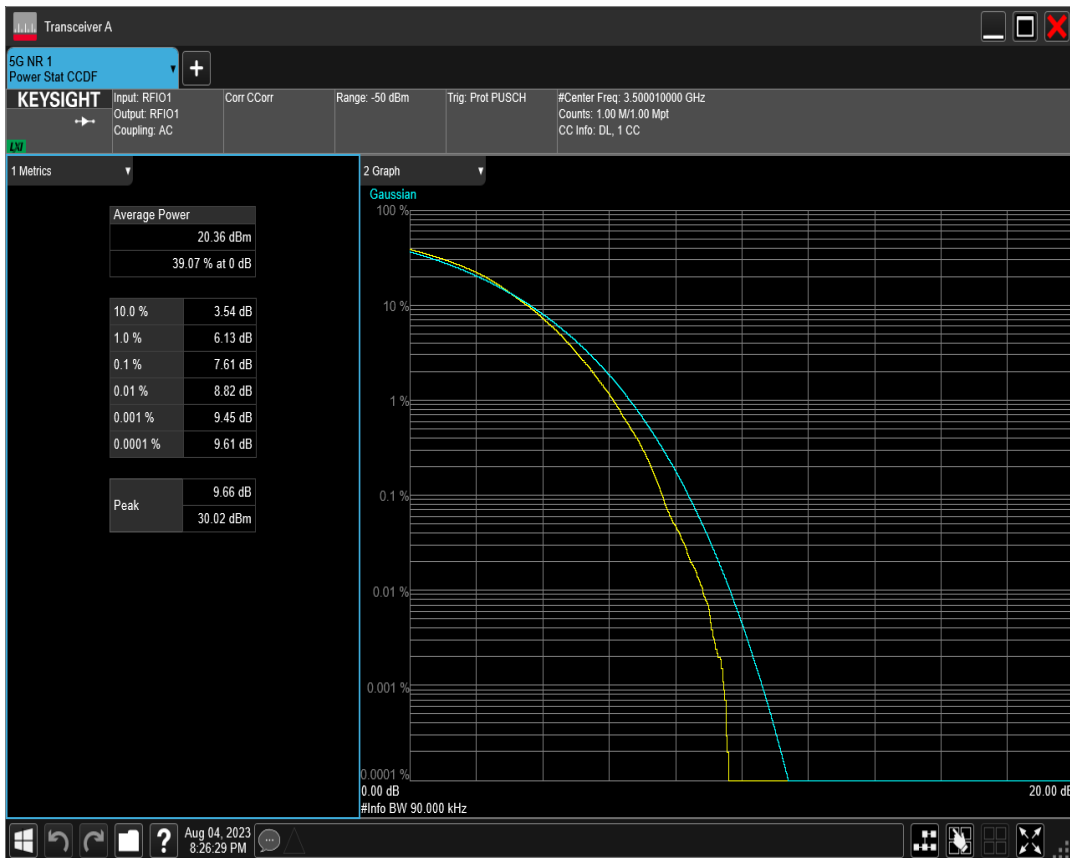 Transceiver A
5G NR 1
Power Stat CCDF
KEYSIGHT
LXI
Input: RFIO1
Output: RFIO1
Coupling: AC
Corr CCorr
Range: -50 dBm
Trig: Prot PUSCH
#Center Freq: 3.500010000 GHz
Counts: 1.00 M/1.00 Mpt
CC Info: DL, 1 CC
1 Metrics
Average Power
20.36 dBm
39.07 % at 0 dB
10.0 % 3.54 dB
1.0 % 6.13 dB
0.1 % 7.61 dB
0.01 % 8.82 dB
0.001 % 9.45 dB
0.0001 % 9.61 dB
Peak
9.66 dB
30.02 dBm
2 Graph
Gaussian
100 %
10 %
1 %
0.1 %
0.01 %
0.001 %
0.0001 %
0.00 dB
20.00 dB
#Info BW 90.000 kHz
?
Aug 04, 2023
8:26:29 PM